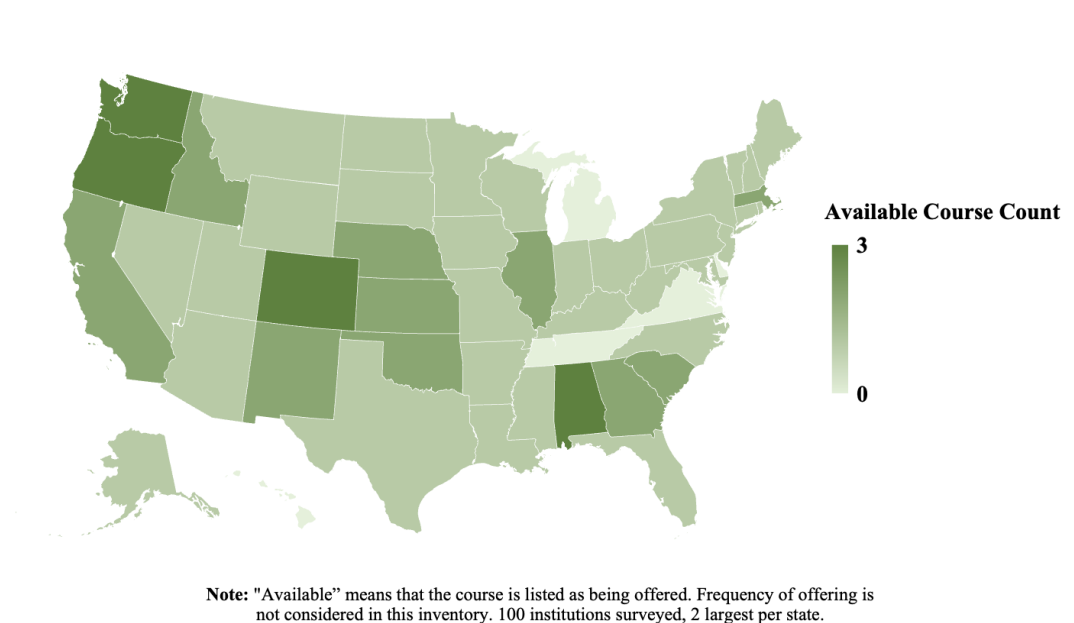 Available Course Count
3
0
Note: "Available” means that the course is listed as being offered. Frequency of offering is
not considered in this inventory. 100 institutions surveyed, 2 largest per state.